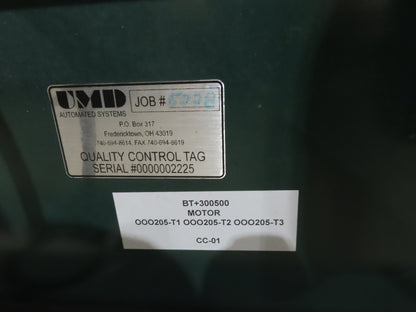 UMD
AUTOMATED SYSTEMS
JOB #
P.O. Box 317
Fredericktown, OH 43019
740-694-8614, FAX 740-694-8619
QUALITY CONTROL TAG
SERIAL #0000002225
BT+300500
MOTOR
OOO205-T1 OOO205-T2 OOO205-T3
CC-01